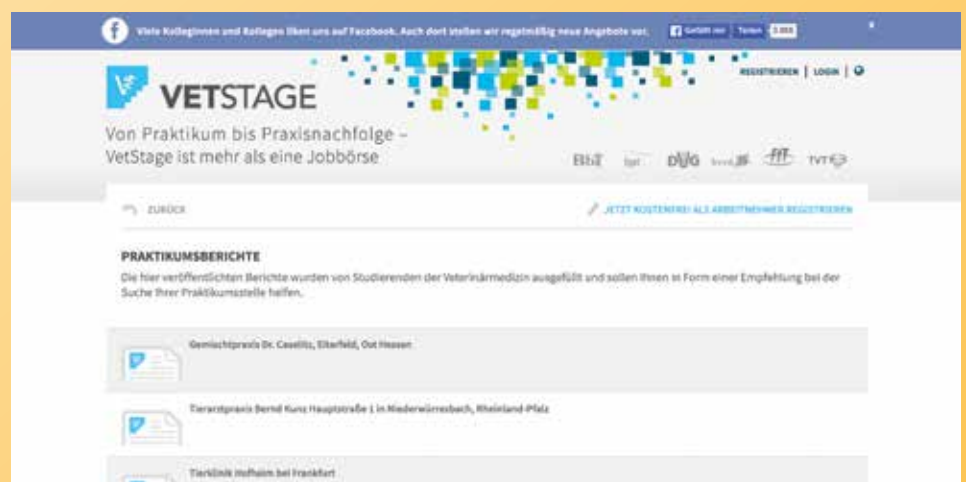 Viele Kolleginnen und Kollegen liken uns auf Facebook. Auch dort stellen wir regelmäßig neue Angebote vor.
Gefällt mir Teilen
REGISTRIEREN | LOGIN |
VETSTAGE
Von Praktikum bis Praxisnachfolge –
VetStage ist mehr als eine Jobbörse
bpt DVG TVT
ZURÜCK
JETZT KOSTENFREI ALS ARBEITNEHMER REGISTRIEREN
PRAKTIKUMSBERICHTE
Die hier veröffentlichten Berichte wurden von Studierenden der Veterinärmedizin ausgefüllt und sollen Ihnen in Form einer Empfehlung bei der
Suche Ihrer Praktikumsstelle helfen.
Gemischtpraxis Dr. Caselitz, Eiterfeld, Ost Hessen
Tierarztpraxis Bernd Kunz Hauptstraße 1 in Niederwürresbach, Rheinland-Pfalz
Tierklinik Hofheim bei Frankfurt